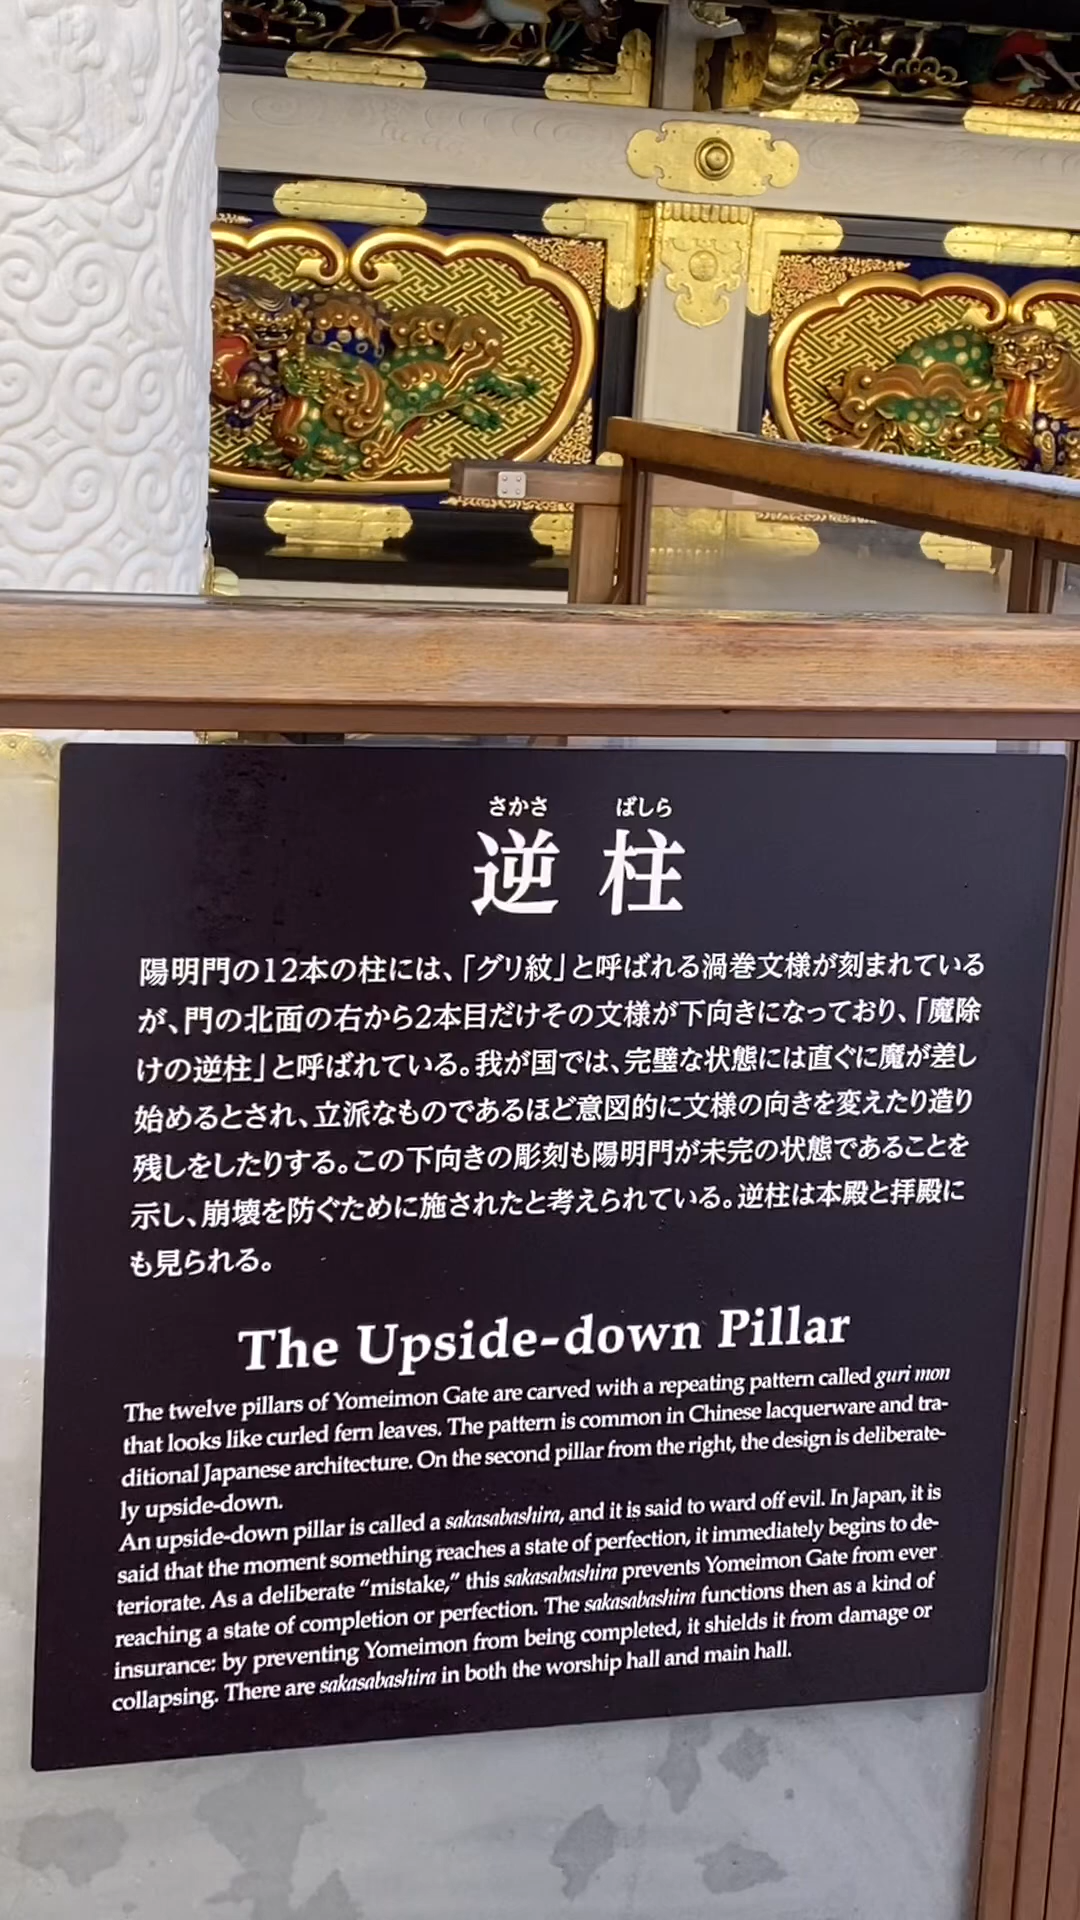 さかさ ばしら
逆 柱
陽明門の12本の柱には、「グリ紋」と呼ばれる渦巻文様が刻まれている
が、門の北面の右から2本目だけその文様が下向きになっており、「魔除
けの逆柱」と呼ばれている。我が国では、完璧な状態には直ぐに魔が差し
始めるとされ、立派なものであるほど意図的に文様の向きを変えたり造り
残しをしたりする。この下向きの彫刻も陽明門が未完の状態であることを
示し、崩壊を防ぐために施されたと考えられている。逆柱は本殿と拝殿に
も見られる。
The Upside-down Pillar
The twelve pillars of Yomeimon Gate are carved with a repeating pattern called guri mon
that looks like curled fern leaves. The pattern is common in Chinese lacquerware and tra-
ditional Japanese architecture. On the second pillar from the right, the design is deliberate-
ly upside-down.
An upside-down pillar is called a sakasabashira, and it is said to ward off evil. In Japan, it is
said that the moment something reaches a state of perfection, it immediately begins to de-
teriorate. As a deliberate “mistake,” this sakasabashira prevents Yomeimon Gate from ever
reaching a state of completion or perfection. The sakasabashira functions then as a kind of
insurance: by preventing Yomeimon from being completed, it shields it from damage or
collapsing. There are sakasabashira in both the worship hall and main hall.